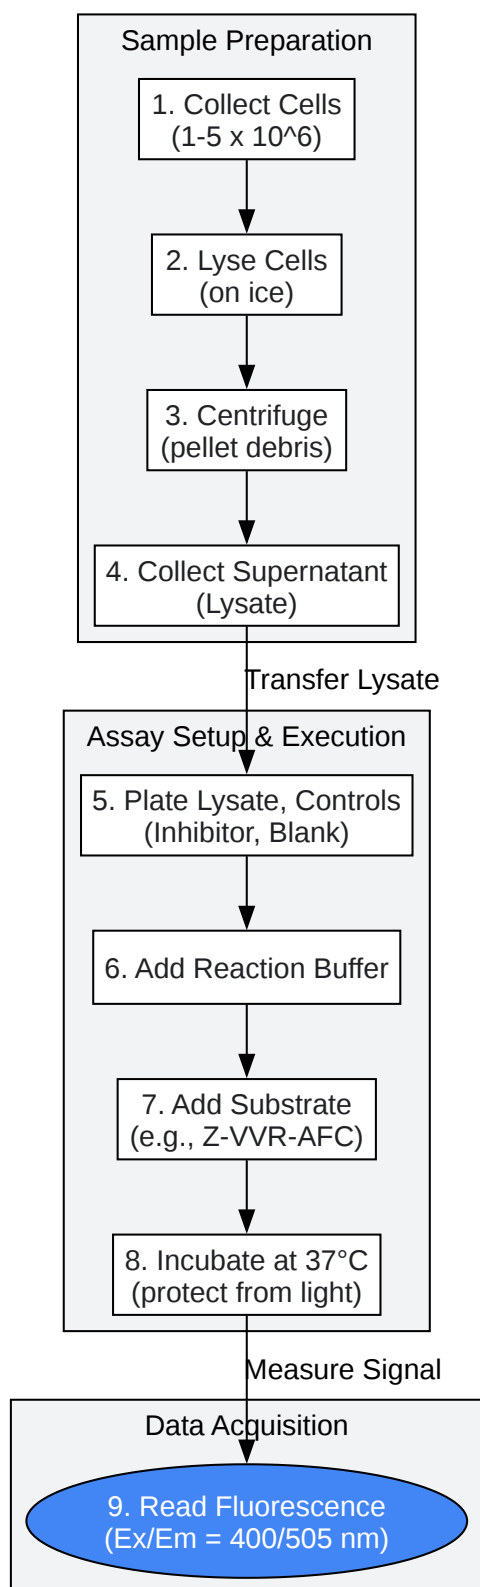 Sample Preparation
1. Collect Cells
(1-5 x 10^6)
2. Lyse Cells
(on ice)
3. Centrifuge
(pellet debris)
4. Collect Supernatant
(Lysate)
Transfer Lysate
Assay Setup & Execution
5. Plate Lysate, Controls
(Inhibitor, Blank)
6. Add Reaction Buffer
7. Add Substrate
(e.g., Z-VVR-AFC)
8. Incubate at 37°C
(protect from light)
Measure Signal
Data Acquisition
9. Read Fluorescence
(Ex/Em = 400/505 nm)